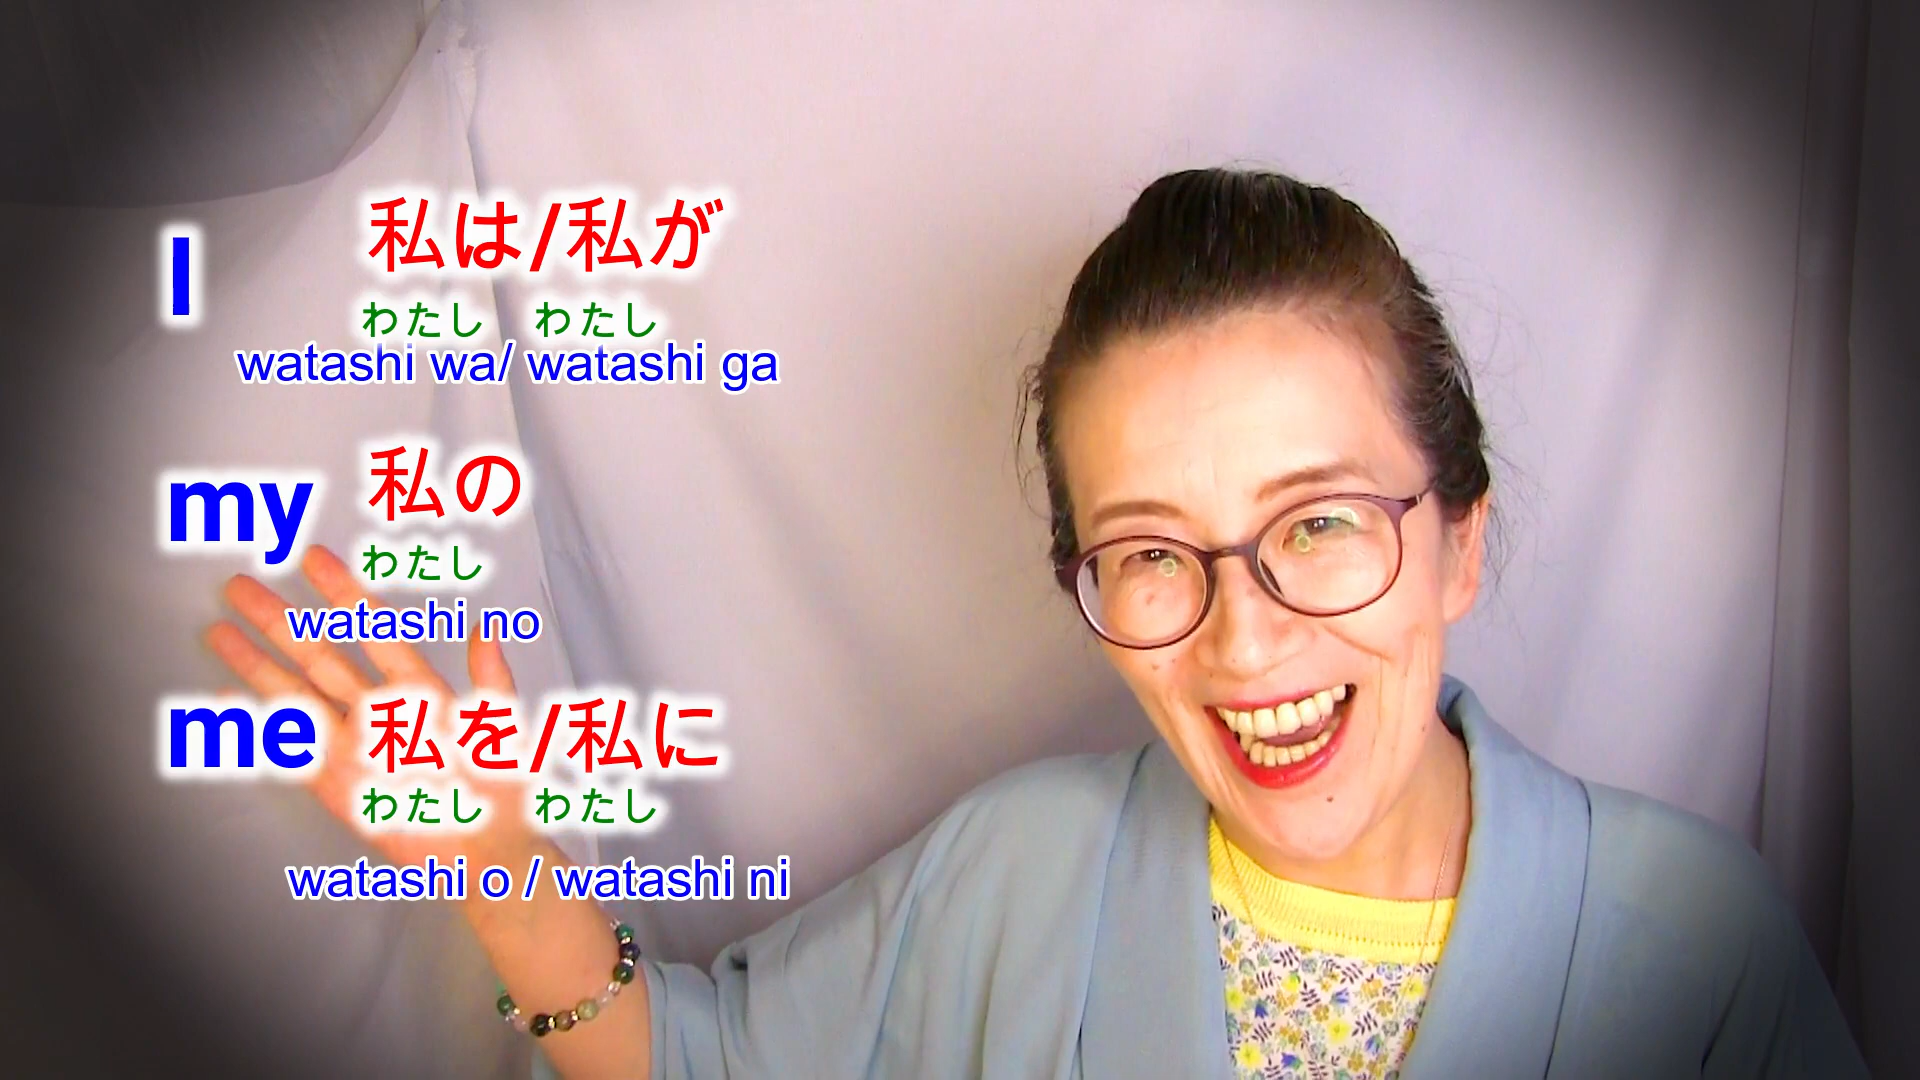 I 私は/私が
わたし わたし
watashi wa/ watashi ga
my 私の
わたし
watashi no
me 私を/私に
わたし わたし
watashi o / watashi ni